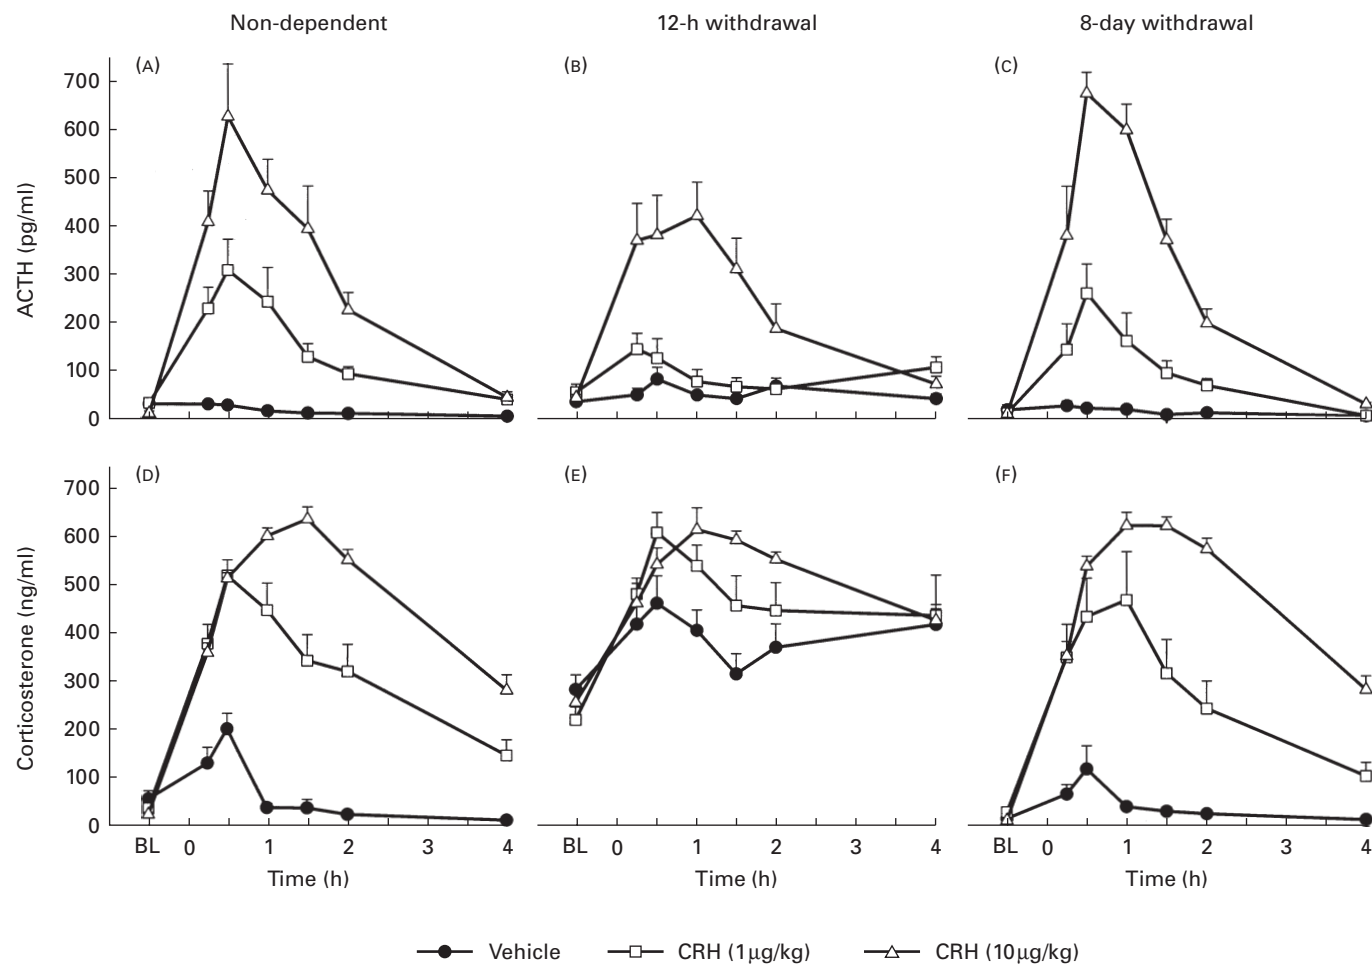 Non-dependent 12-h withdrawal 8-day withdrawal
(A) (B) (C)
700
600
500
400
300
200
100
0
ACTH (pg/ml)
(D) (E) (F)
700
600
500
400
300
200
100
0
Corticosterone (ng/ml)
BL 0 1 2 3 4 BL 0 1 2 3 4 BL 0 1 2 3 4
Time (h) Time (h) Time (h)
Vehicle CRH (1μg/kg) CRH (10μg/kg)